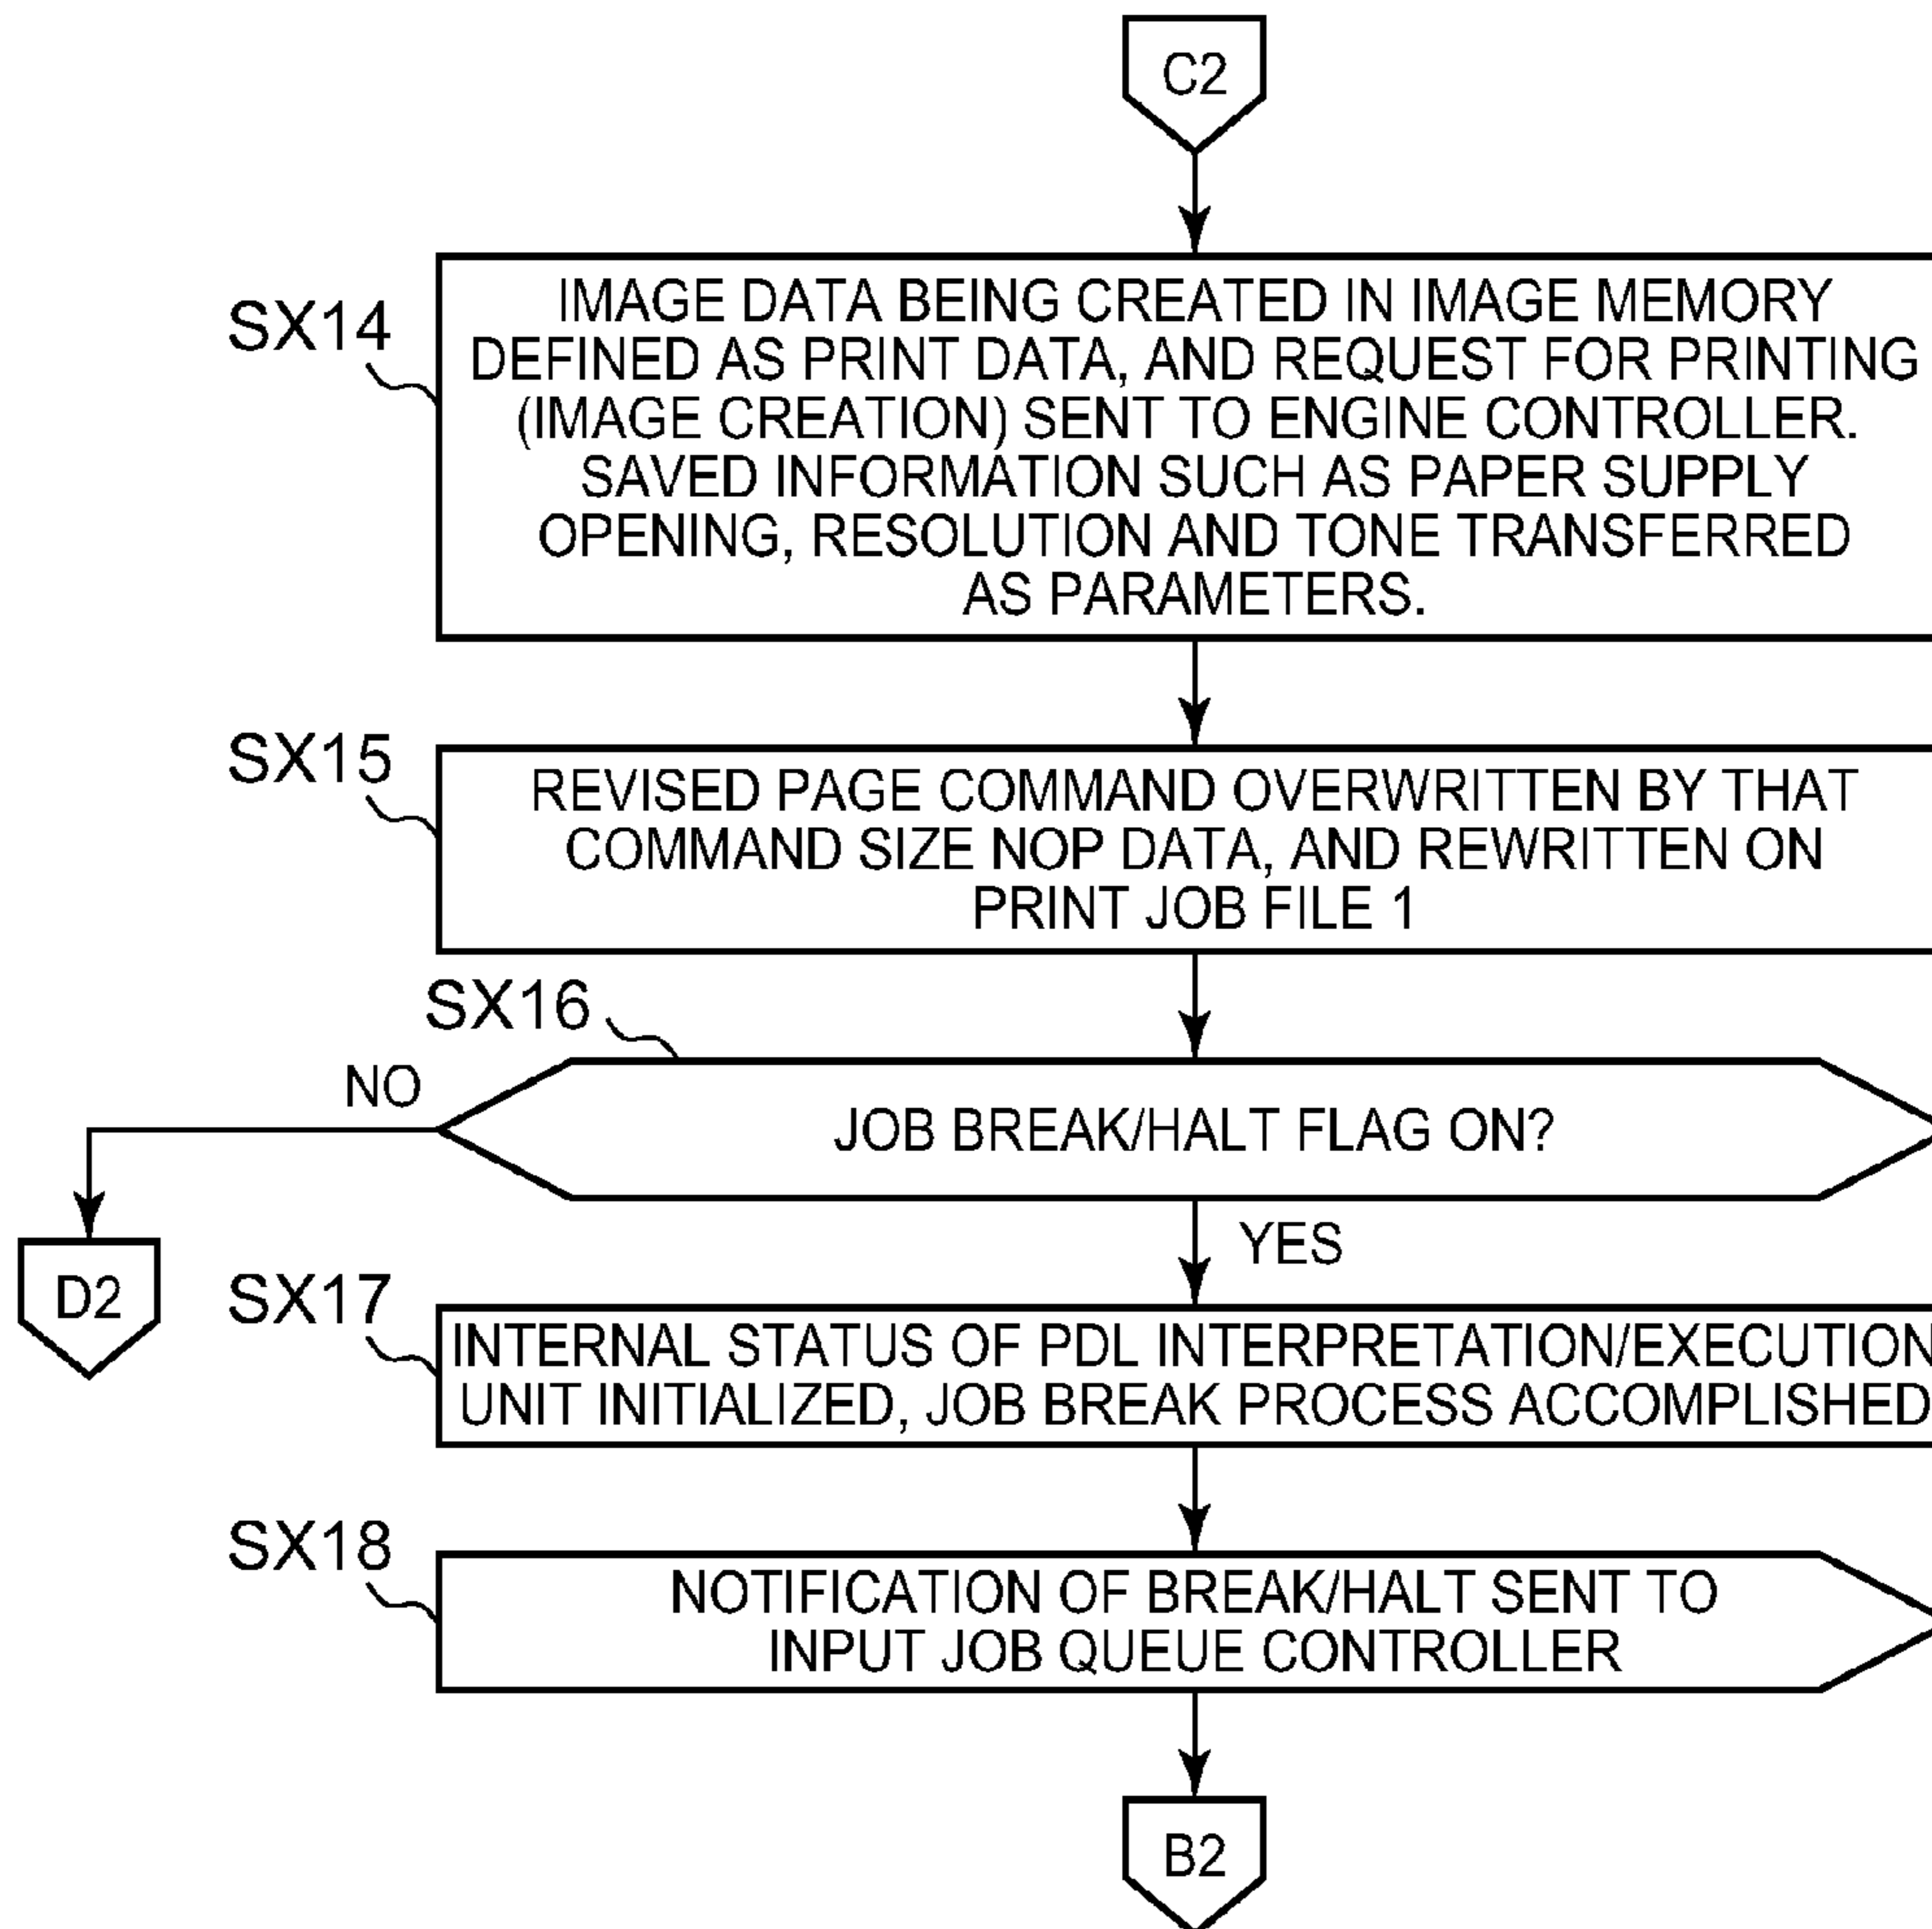 C2
SX14
IMAGE DATA BEING CREATED IN IMAGE MEMORY
DEFINED AS PRINT DATA, AND REQUEST FOR PRINTING
(IMAGE CREATION) SENT TO ENGINE CONTROLLER.
SAVED INFORMATION SUCH AS PAPER SUPPLY
OPENING, RESOLUTION AND TONE TRANSFERRED
AS PARAMETERS.
SX15
REVISED PAGE COMMAND OVERWRITTEN BY THAT
COMMAND SIZE NOP DATA, AND REWRITTEN ON
PRINT JOB FILE 1
SX16
NO
JOB BREAK/HALT FLAG ON?
YES
D2
SX17
INTERNAL STATUS OF PDL INTERPRETATION/EXECUTION
UNIT INITIALIZED, JOB BREAK PROCESS ACCOMPLISHED
SX18
NOTIFICATION OF BREAK/HALT SENT TO
INPUT JOB QUEUE CONTROLLER
B2